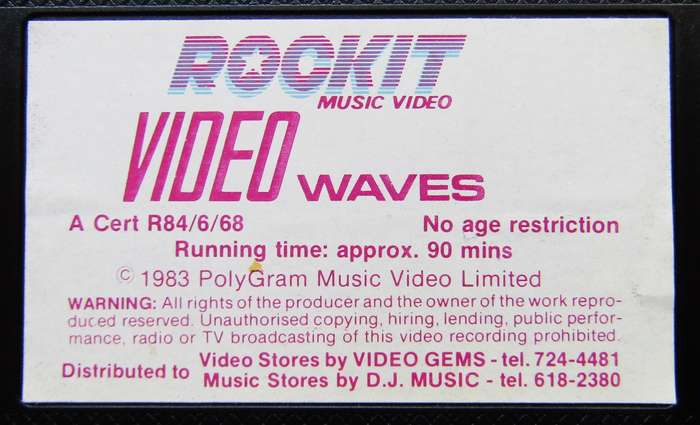 ROCKIT
MUSIC VIDEO
VIDEO WAVES
A Cert R84/6/68 No age restriction
Running time: approx. 90 mins
© 1983 PolyGram Music Video Limited
WARNING: All rights of the producer and the owner of the work repro-
duced reserved. Unauthorised copying, hiring, lending, public perfor-
mance, radio or TV broadcasting of this video recording prohibited.
Distributed to Video Stores by VIDEO GEMS - tel. 724-4481
Music Stores by D.J. MUSIC - tel. 618-2380